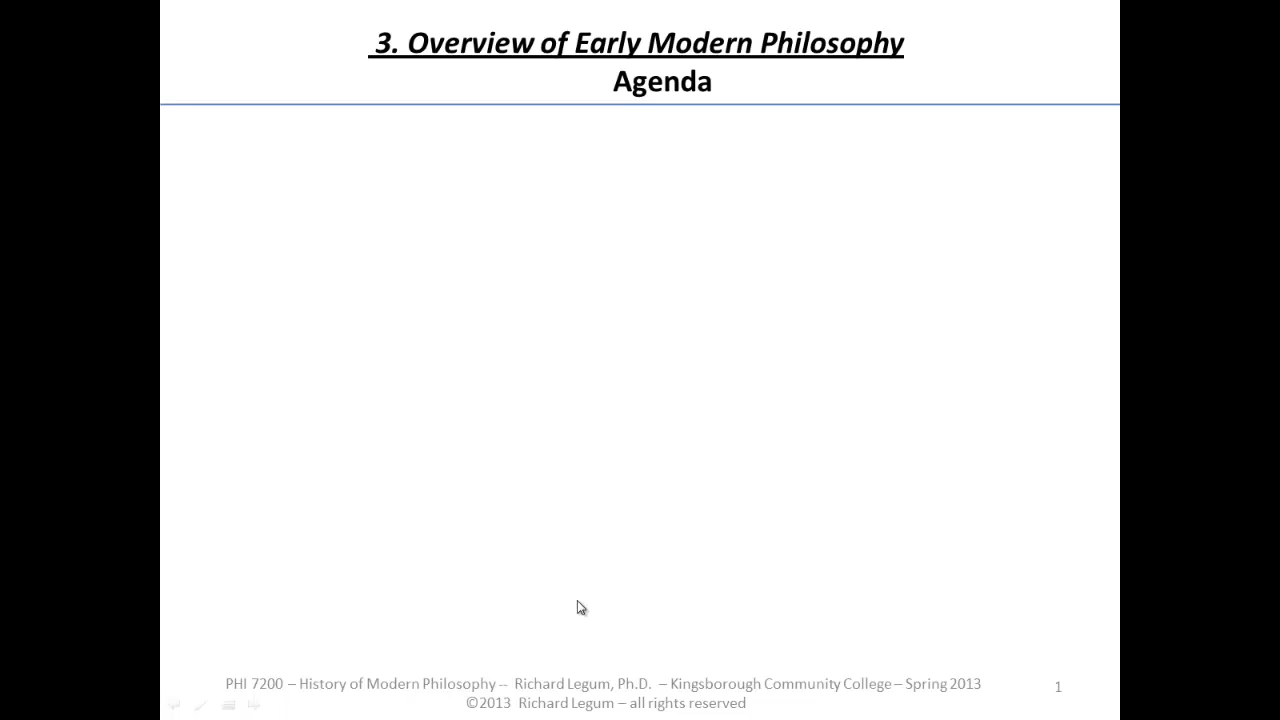 3. Overview of Early Modern Philosophy
Agenda
PHI 7200 – History of Modern Philosophy -- Richard Legum, Ph.D. – Kingsborough Community College – Spring 2013
©2013 Richard Legum – all rights reserved
1